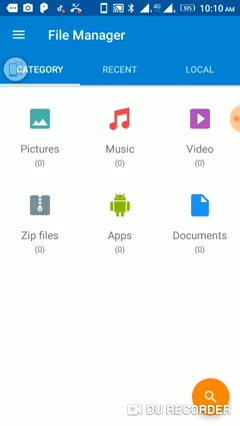 10:10 AM
File Manager
CATEGORY RECENT LOCAL
Pictures Music Video
(0) (0) (0)
Zip files Apps Documents
(0) (0) (0)
DU RECORDER